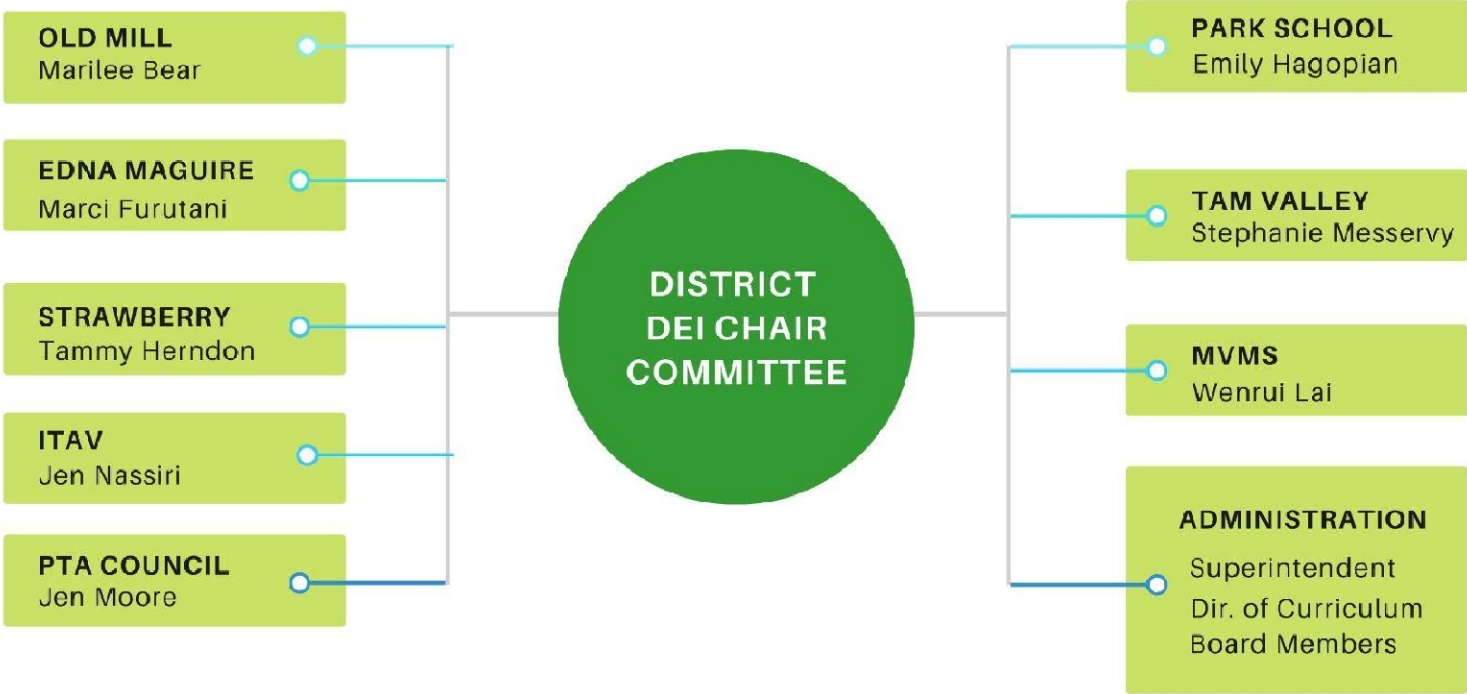 OLD MILL
Marilee Bear
EDNA MAGUIRE
Marci Furutani
STRAWBERRY
Tammy Herndon
ITAV
Jen Nassiri
PTA COUNCIL
Jen Moore
DISTRICT
DEI CHAIR
COMMITTEE
PARK SCHOOL
Emily Hagopian
TAM VALLEY
Stephanie Messervy
MVMS
Wenrui Lai
ADMINISTRATION
Superintendent
Dir. of Curriculum
Board Members